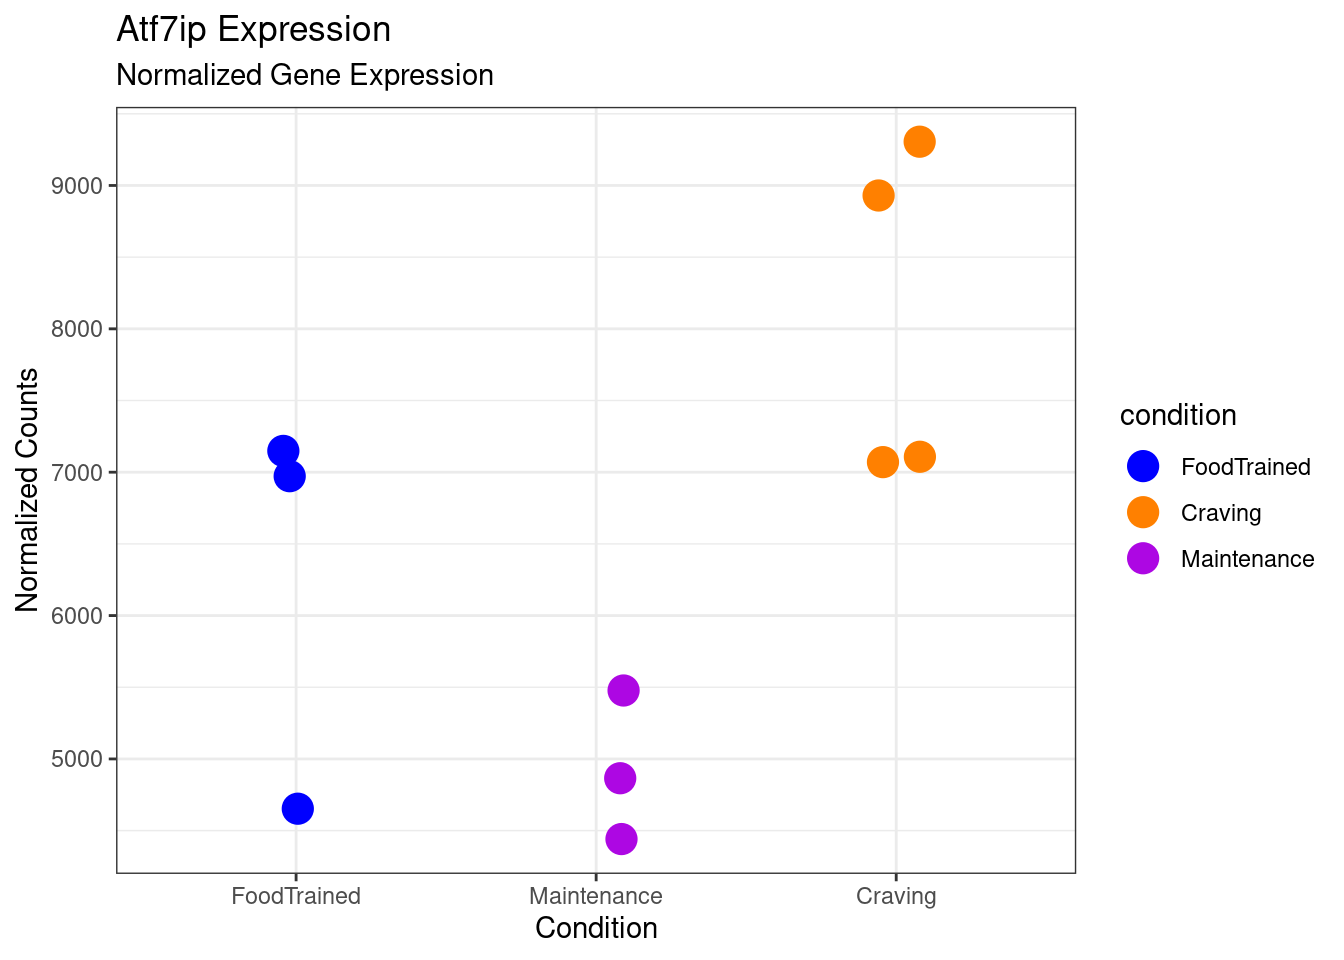 Atf7ip Expression
Normalized Gene Expression
Normalized Counts
9000
8000
7000
6000
5000
FoodTrained
Maintenance
Craving
Condition
condition
FoodTrained
Craving
Maintenance